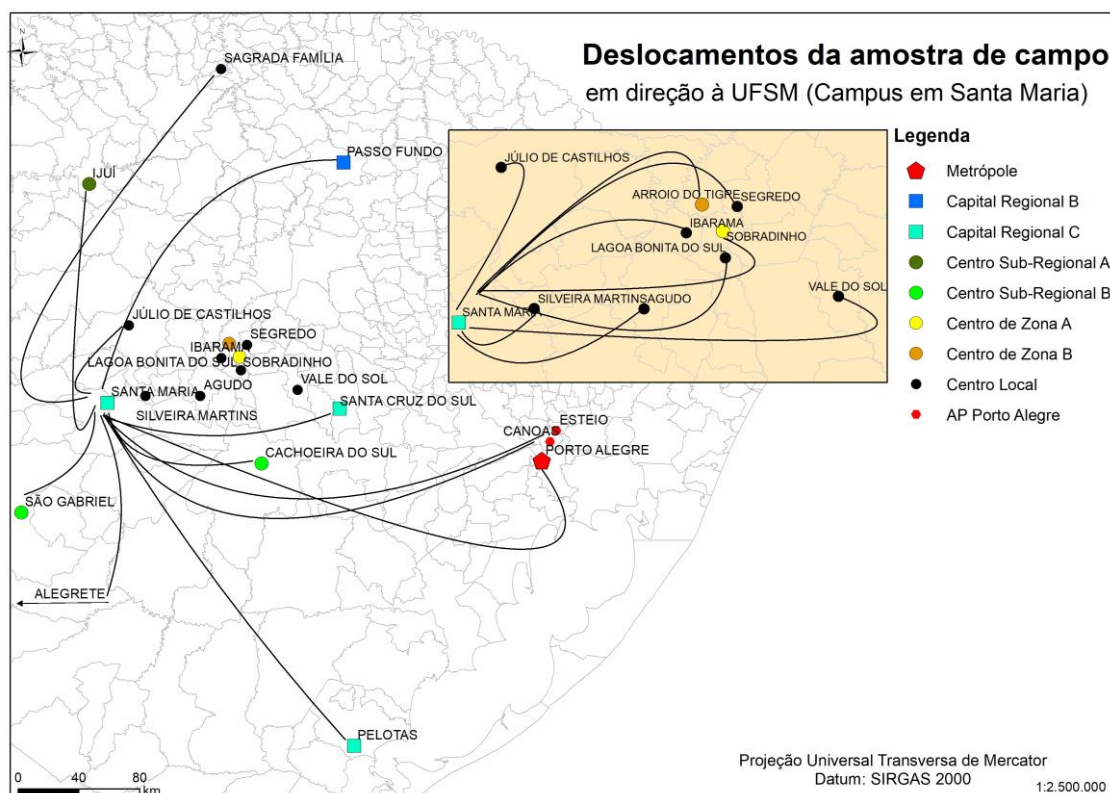 Deslocamentos da amostra de campo
em direção à UFSM (Campus em Santa Maria)
N
SAGRADA FAMÍLIA
PASSO FUNDO
IJUÍ
JÚLIO DE CASTILHOS
SEGREDO
IBARAMA
LAGOA BONITA DO SUL
SOBRADINHO
SANTA MARIA
AGUDO
VALE DO SOL
SILVEIRA MARTINS
SANTA CRUZ DO SUL
ESTEIO
CANOAS
PORTO ALEGRE
CACHOEIRA DO SUL
SÃO GABRIEL
ALEGRETE
PELOTAS
JÚLIO DE CASTILHOS
ARROIO DO TIGRE
SEGREDO
IBARAMA
SOBRADINHO
LAGOA BONITA DO SUL
VALE DO SOL
SILVEIRA MARTINS
AGUDO
SANTA MARI
Legenda
Metrópole
Capital Regional B
Capital Regional C
Centro Sub-Regional A
Centro Sub-Regional B
Centro de Zona A
Centro de Zona B
Centro Local
AP Porto Alegre
0 40 80
km
Projeção Universal Transversa de Mercator
Datum: SIRGAS 2000
1:2.500.000